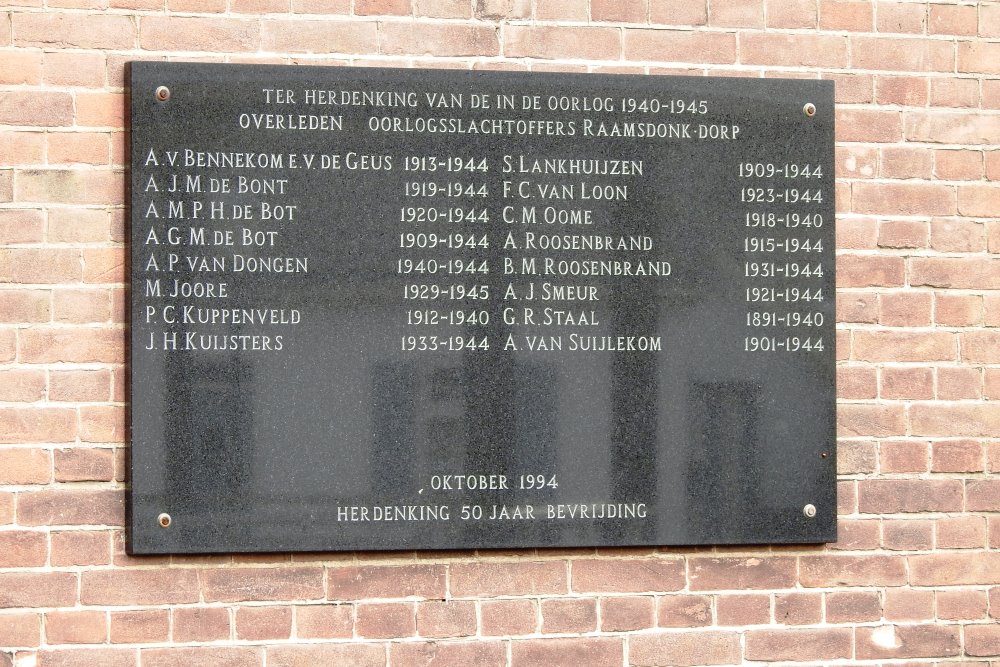 TER HERDENKING VAN DE IN DE OORLOG 1940-1945
OVERLEDEN OORLOGSSLACHTOFFERS RAAMSDONK-DORP
A.V. BENNEKOM E.V. DE GEUS 1913-1944
A.J.M. DE BONT 1919-1944
A.M.P.H. DE BOT 1920-1944
A.G.M. DE BOT 1909-1944
A.P. VAN DONGEN 1940-1944
M. JOORE 1929-1945
P.C. KUPPENVELD 1912-1940
J.H. KUIJSTERS 1933-1944
S. LANKHUIJZEN 1909-1944
F.C. VAN LOON 1923-1944
C.M. OOME 1918-1940
A. ROOSENBRAND 1915-1944
B.M. ROOSENBRAND 1931-1944
A.J. SMEUR 1921-1944
G.R. STAAL 1891-1940
A. VAN SUIJLEKOM 1901-1944
OKTOBER 1994
HERDENKING 50 JAAR BEVRIJDING